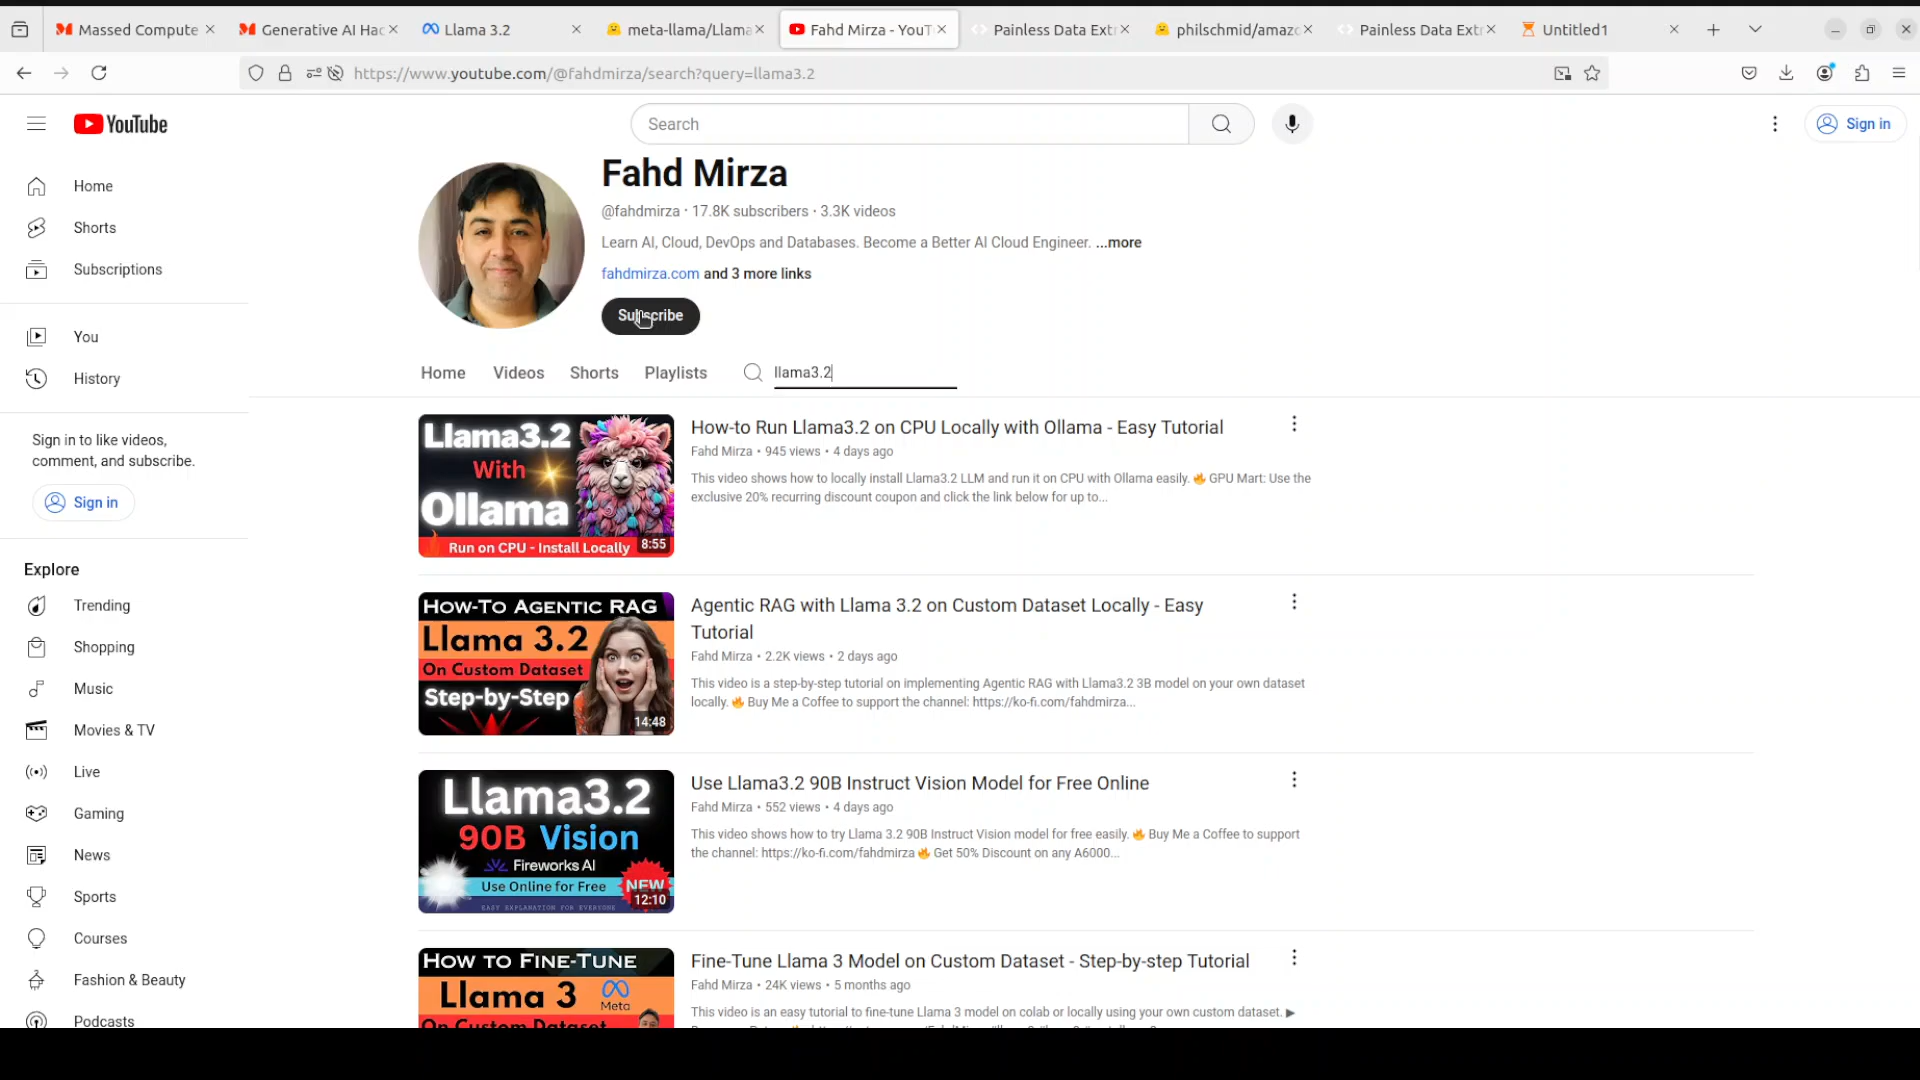 Massed Compute
Generative AI Hac
Llama 3.2
meta-llama/Llama
Fahd Mirza - YouT
Painless Data Extr
philschmid/amazo
Painless Data Extr
Untitled1
https://www.youtube.com/@fahdmirza/search?query=llama3.2
YouTube
Search
Sign in
Home
Shorts
Subscriptions
You
History
Sign in to like videos,
comment, and subscribe.
Sign in
Explore
Trending
Shopping
Music
Movies & TV
Live
Gaming
News
Sports
Courses
Fashion & Beauty
Podcasts
Fahd Mirza
@fahdmirza • 17.8K subscribers • 3.3K videos
Learn AI, Cloud, DevOps and Databases. Become a Better AI Cloud Engineer. ...more
fahdmirza.com and 3 more links
Subscribe
Home Videos Shorts Playlists llama3.2
Llama3.2
With
Ollama
Run on CPU - Install Locally
8:55
How-to Run Llama3.2 on CPU Locally with Ollama - Easy Tutorial
Fahd Mirza • 945 views • 4 days ago
This video shows how to locally install Llama3.2 LLM and run it on CPU with Ollama easily. 🔥 GPU Mart: Use the
exclusive 20% recurring discount coupon and click the link below for up to...
HOW-TO AGENTIC RAG
Llama 3.2
On Custom Dataset
Step-by-Step
14:48
Agentic RAG with Llama 3.2 on Custom Dataset Locally - Easy
Tutorial
Fahd Mirza • 2.2K views • 2 days ago
This video is a step-by-step tutorial on implementing Agentic RAG with Llama3.2 3B model on your own dataset
locally. 🔥 Buy Me a Coffee to support the channel: https://ko-fi.com/fahdmirza...
Llama3.2
90B Vision
Fireworks AI
Use Online for Free
NEW
12:10
EASY EXPLANATION FOR EVERYONE
Use Llama3.2 90B Instruct Vision Model for Free Online
Fahd Mirza • 552 views • 4 days ago
This video shows how to try Llama 3.2 90B Instruct Vision model for free easily. 🔥 Buy Me a Coffee to support
the channel: https://ko-fi.com/fahdmirza 🔥 Get 50% Discount on any A6000...
HOW TO FINE-TUNE
Llama 3
Meta
On Custom Dataset
Fine-Tune Llama 3 Model on Custom Dataset - Step-by-step Tutorial
Fahd Mirza • 24K views • 5 months ago
This video is an easy tutorial to fine-tune Llama 3 model on colab or locally using your own custom dataset. ▶